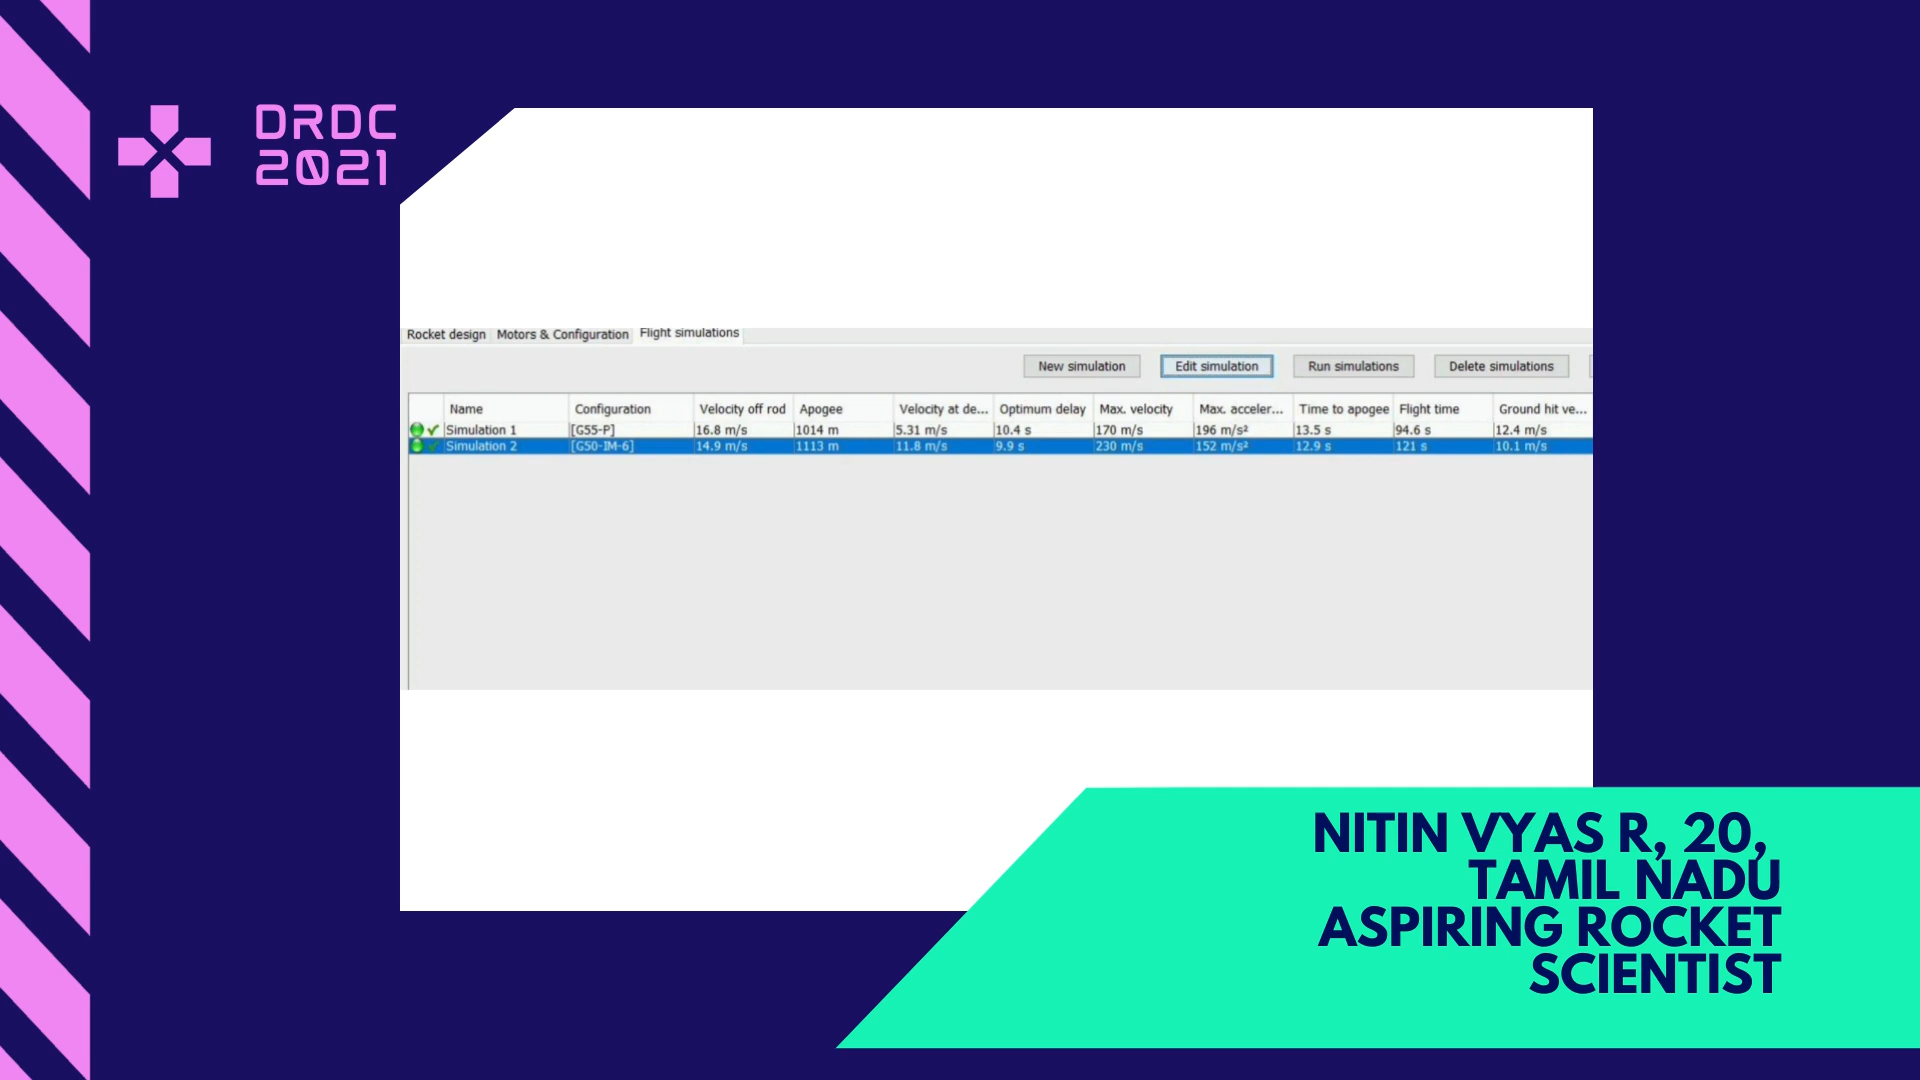 DRDC
2021
Rocket design Motors & Configuration Flight simulations
New simulation Edit simulation Run simulations Delete simulations
Name Configuration Velocity off rod Apogee Velocity at de... Optimum delay Max. velocity Max. acceler... Time to apogee Flight time Ground hit ve...
Simulation 1 [G55-P] 16.8 m/s 1014 m 5.31 m/s 10.4 s 170 m/s 196 m/s² 13.5 s 94.6 s 12.4 m/s
Simulation 2 [G50-IM-6] 14.9 m/s 1113 m 11.8 m/s 9.9 s 230 m/s 152 m/s² 12.9 s 121 s 10.1 m/s
NITIN VYAS R, 20,
TAMIL NADU
ASPIRING ROCKET
SCIENTIST